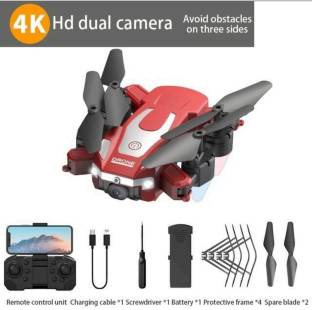 4K Hd dual camera
Avoid obstacles
on three sides
DRONE
Remote control unit Charging cable *1 Screwdriver *1 Battery *1 Protective frame *4 Spare blade *2